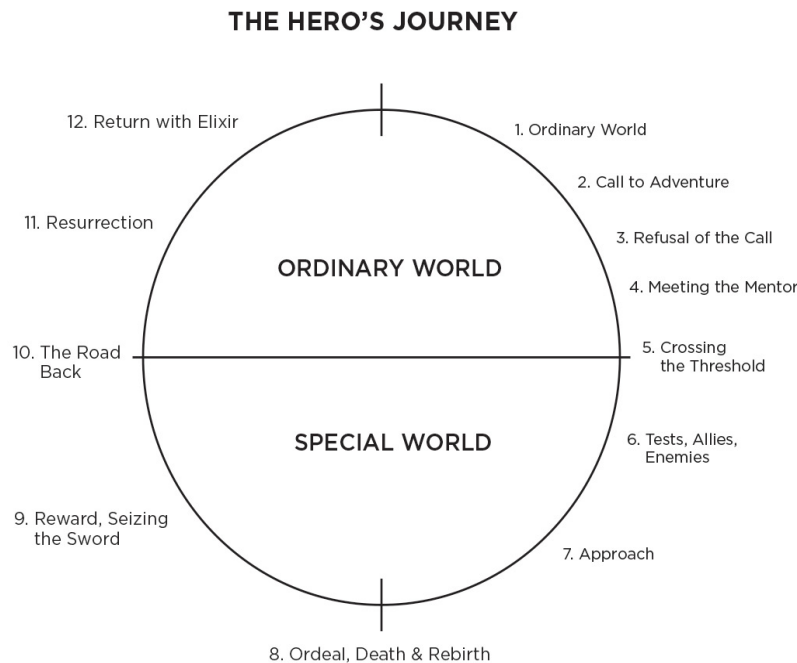 THE HERO’S JOURNEY
1. Ordinary World
2. Call to Adventure
3. Refusal of the Call
4. Meeting the Mentor
5. Crossing
the Threshold
6. Tests, Allies,
Enemies
7. Approach
8. Ordeal, Death & Rebirth
9. Reward, Seizing
the Sword
10. The Road
Back
11. Resurrection
12. Return with Elixir
ORDINARY WORLD
SPECIAL WORLD